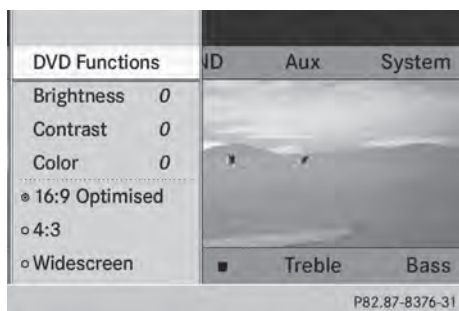 DVD Functions ND Aux System
Brightness 0
Contrast 0
Color 0
16:9 Optimised
4:3
Widescreen Treble Bass
P82.87-8376-31